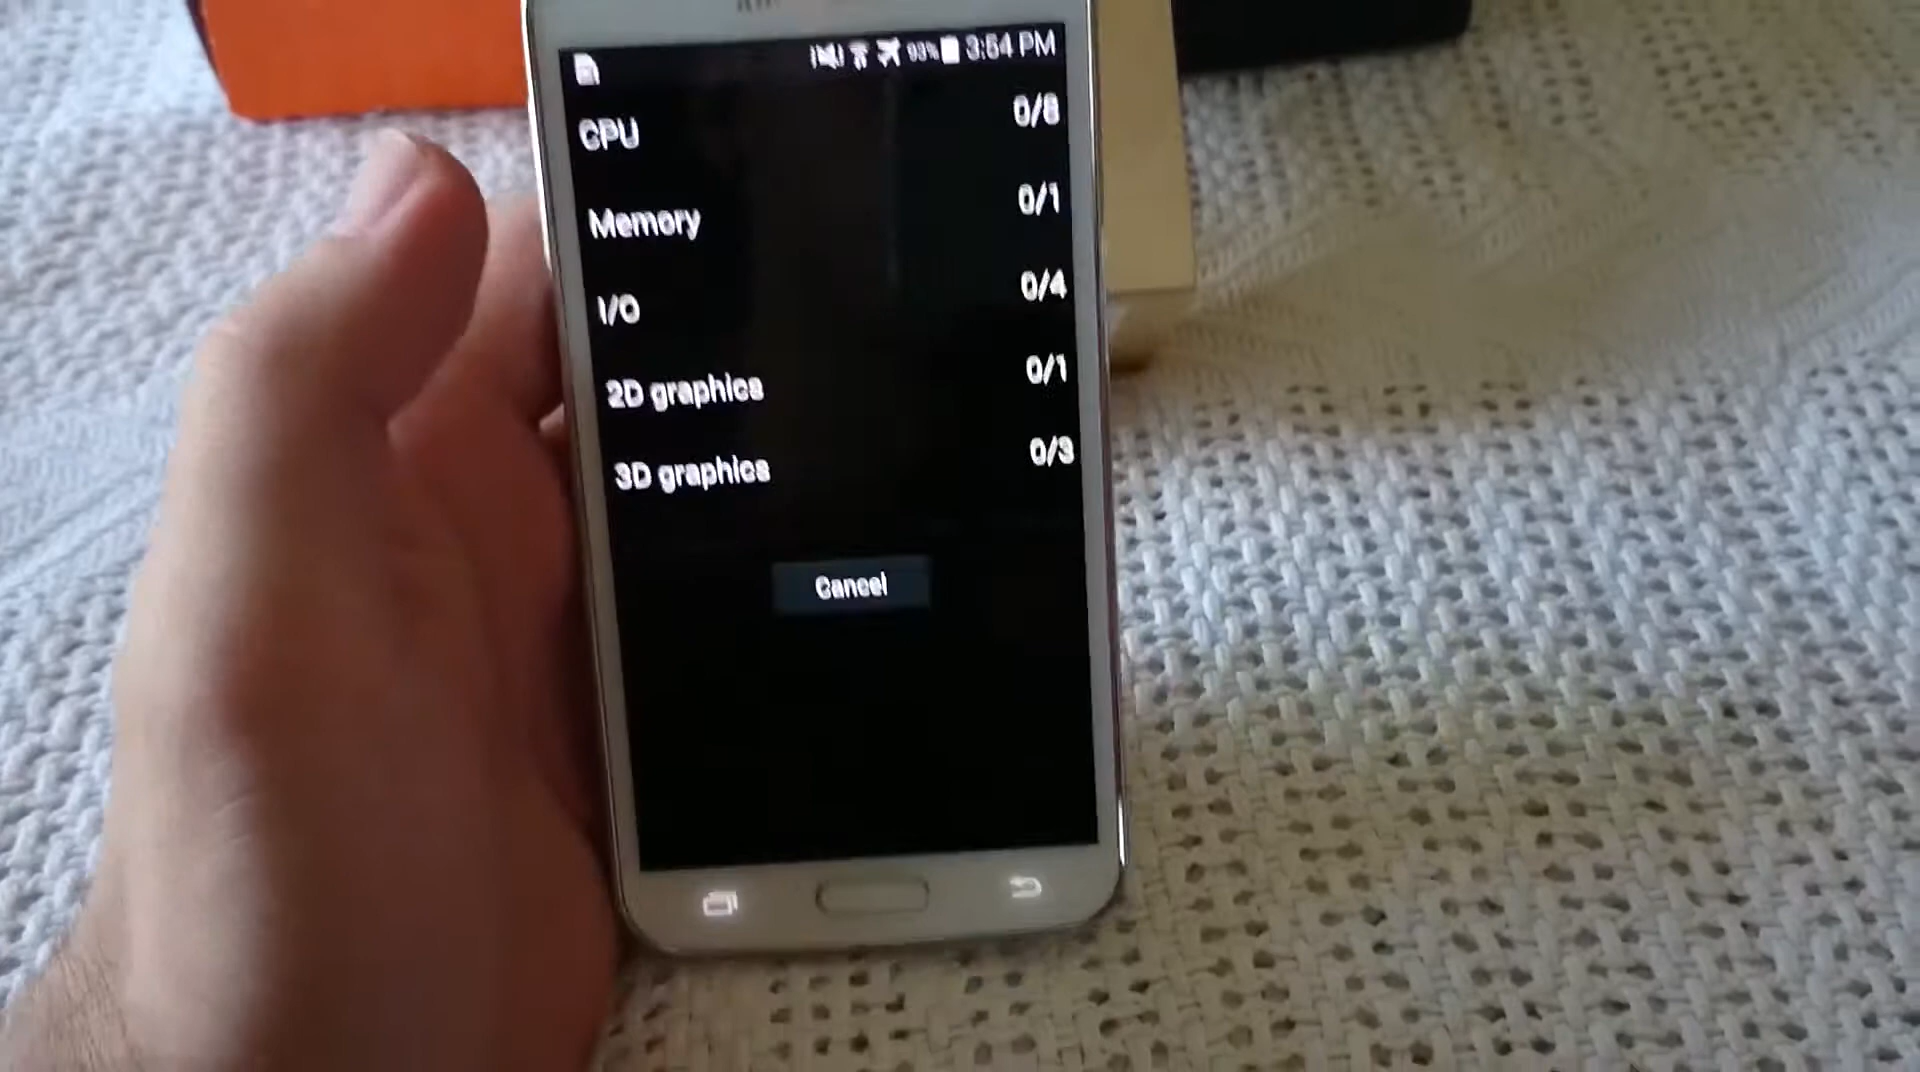 93% 3:54 PM
CPU 0/8
Memory 0/1
I/O 0/4
2D graphics 0/1
3D graphics 0/3
Cancel